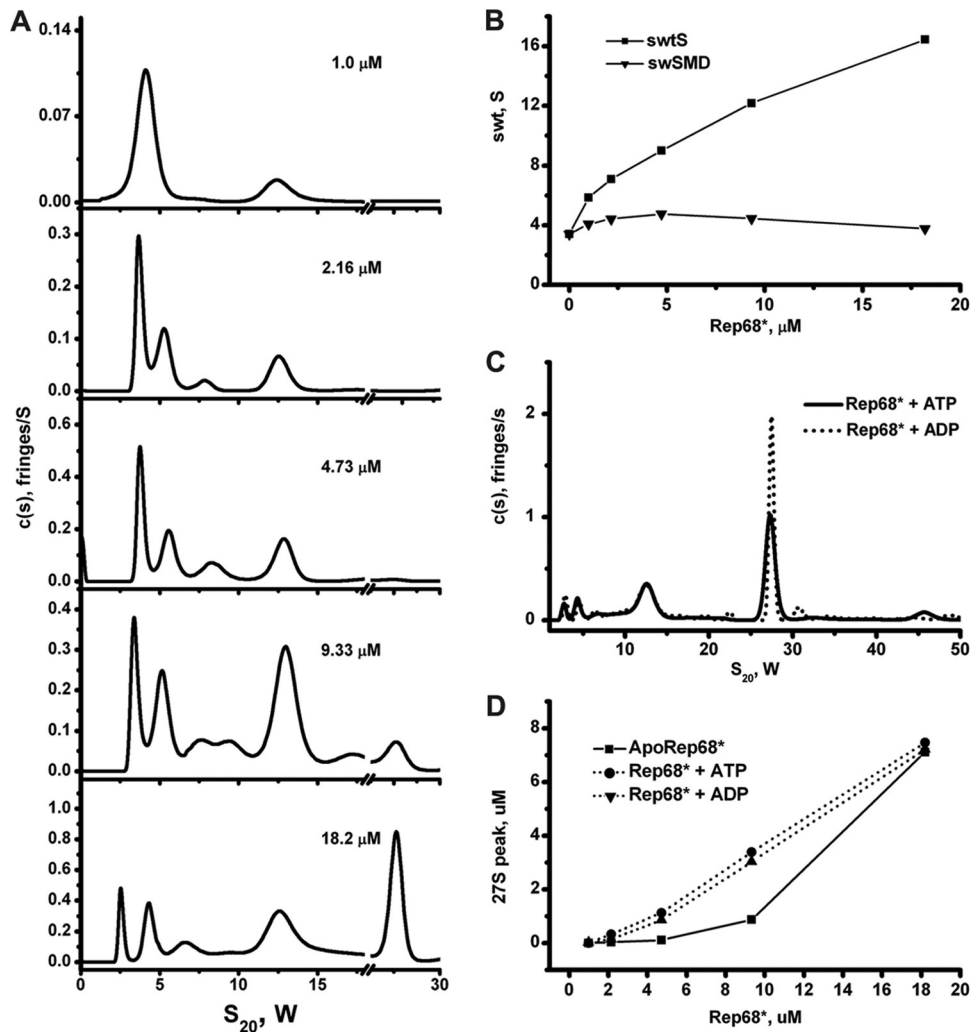 A
0.14
1.0 μM
0.07
0.00
0.3
2.16 μM
0.2
0.1
0.0
0.6
4.73 μM
0.4
0.2
0.0
0.4
9.33 μM
0.3
0.2
0.1
0.0
1.0
18.2 μM
0.8
0.6
0.4
0.2
0.0
0 5 10 15 30
c(s), fringes/S
S20, W
B
swtS
swSMD
16
12
8
4
0
0 5 10 15 20
swt, S
Rep68*, μM
C
Rep68* + ATP
Rep68* + ADP
2
1
0
10 20 30 40 50
c(s), fringes/s
S20, W
D
ApoRep68*
Rep68* + ATP
Rep68* + ADP
8
6
4
2
0
0 2 4 6 8 10 12 14 16 18 20
27S peak, uM
Rep68*, uM